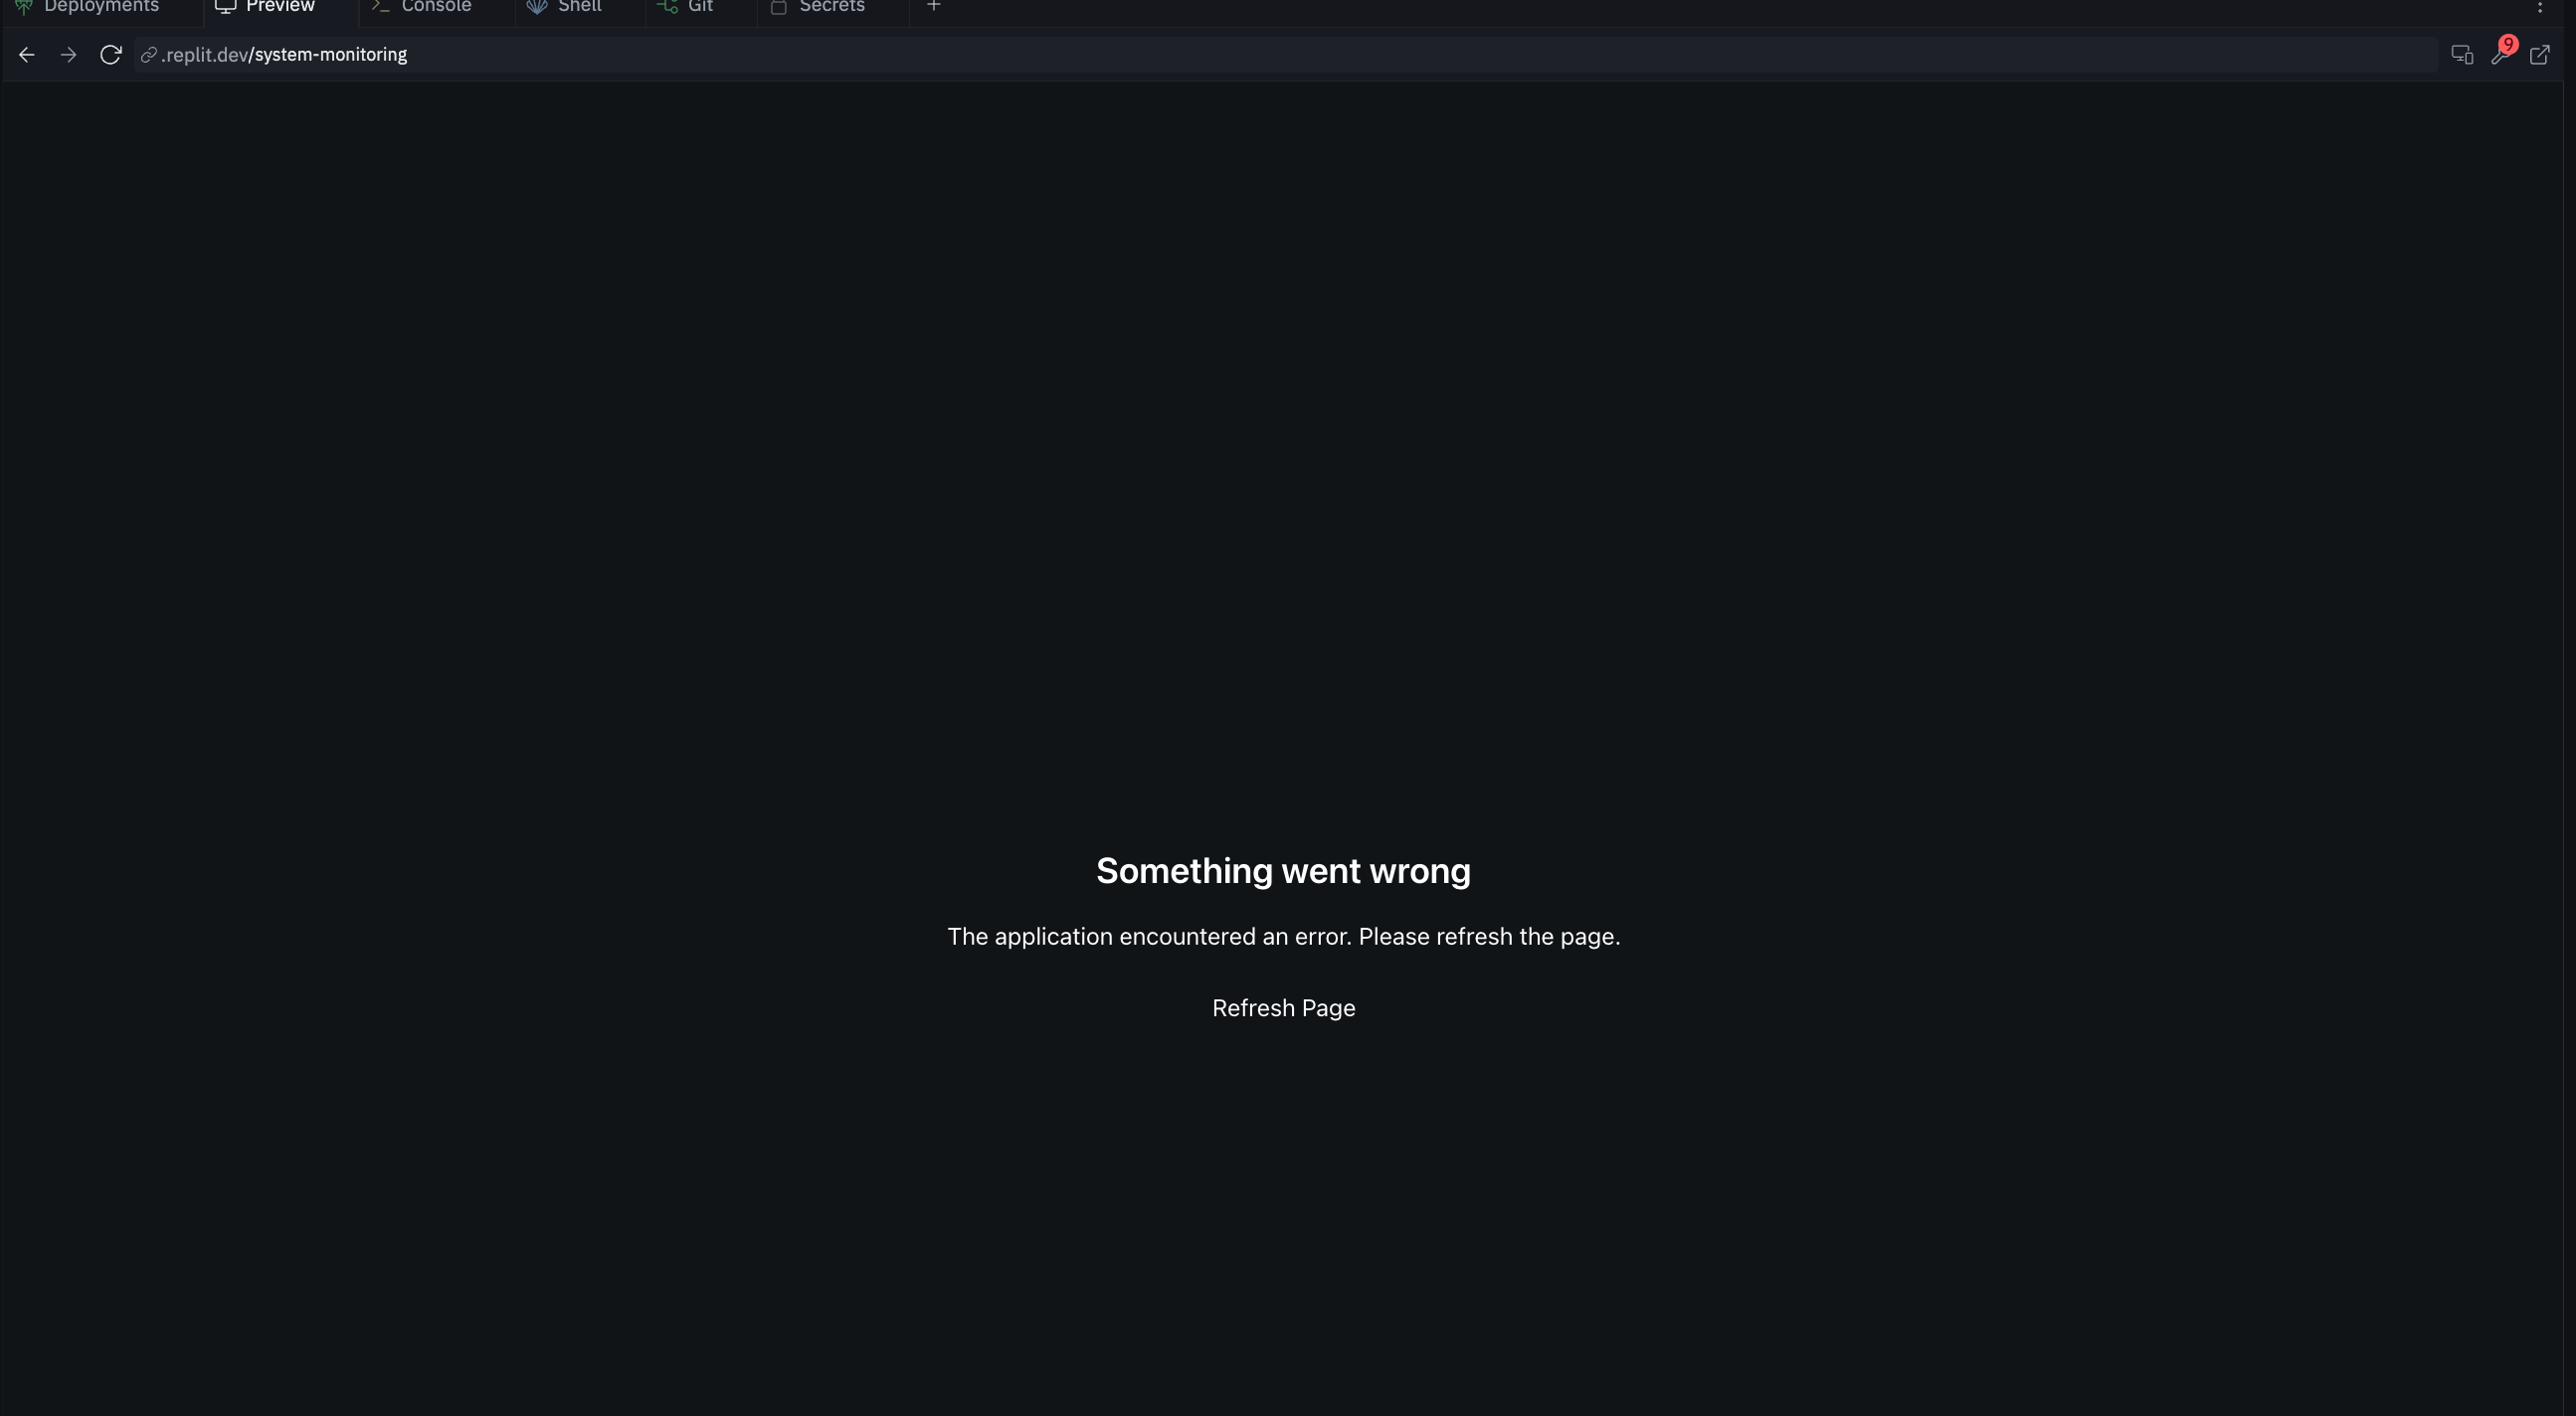 Deployments Preview Console Shell Git Secrets +
.replit.dev/system-monitoring 9
Something went wrong
The application encountered an error. Please refresh the page.
Refresh Page